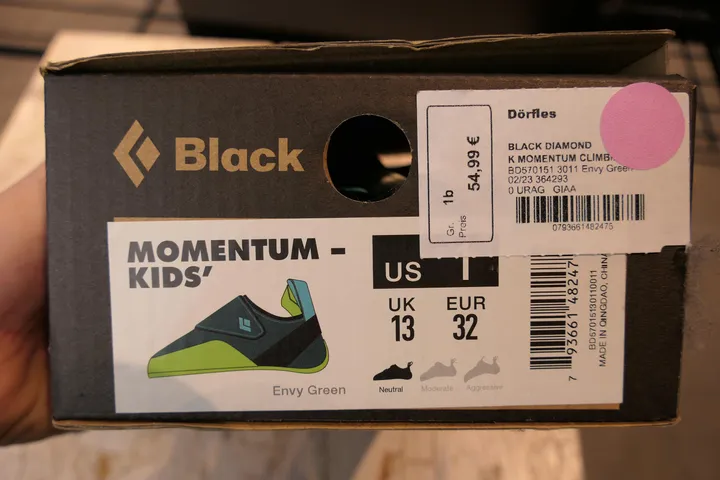 Black
Dörfles
BLACK DIAMOND
K MOMENTUM CLIMB
BD570151 3011 Envy Green
02/23 364293
0 URAG GIAA
0793661482475
Gr. 1b
Preis 54,99 €
MOMENTUM -
KIDS'
US 1
UK EUR
13 32
Envy Green
Neutral Moderate Aggressive
7 93661 48247
BD57015130110011
MADE IN QINGDAO, CHINA